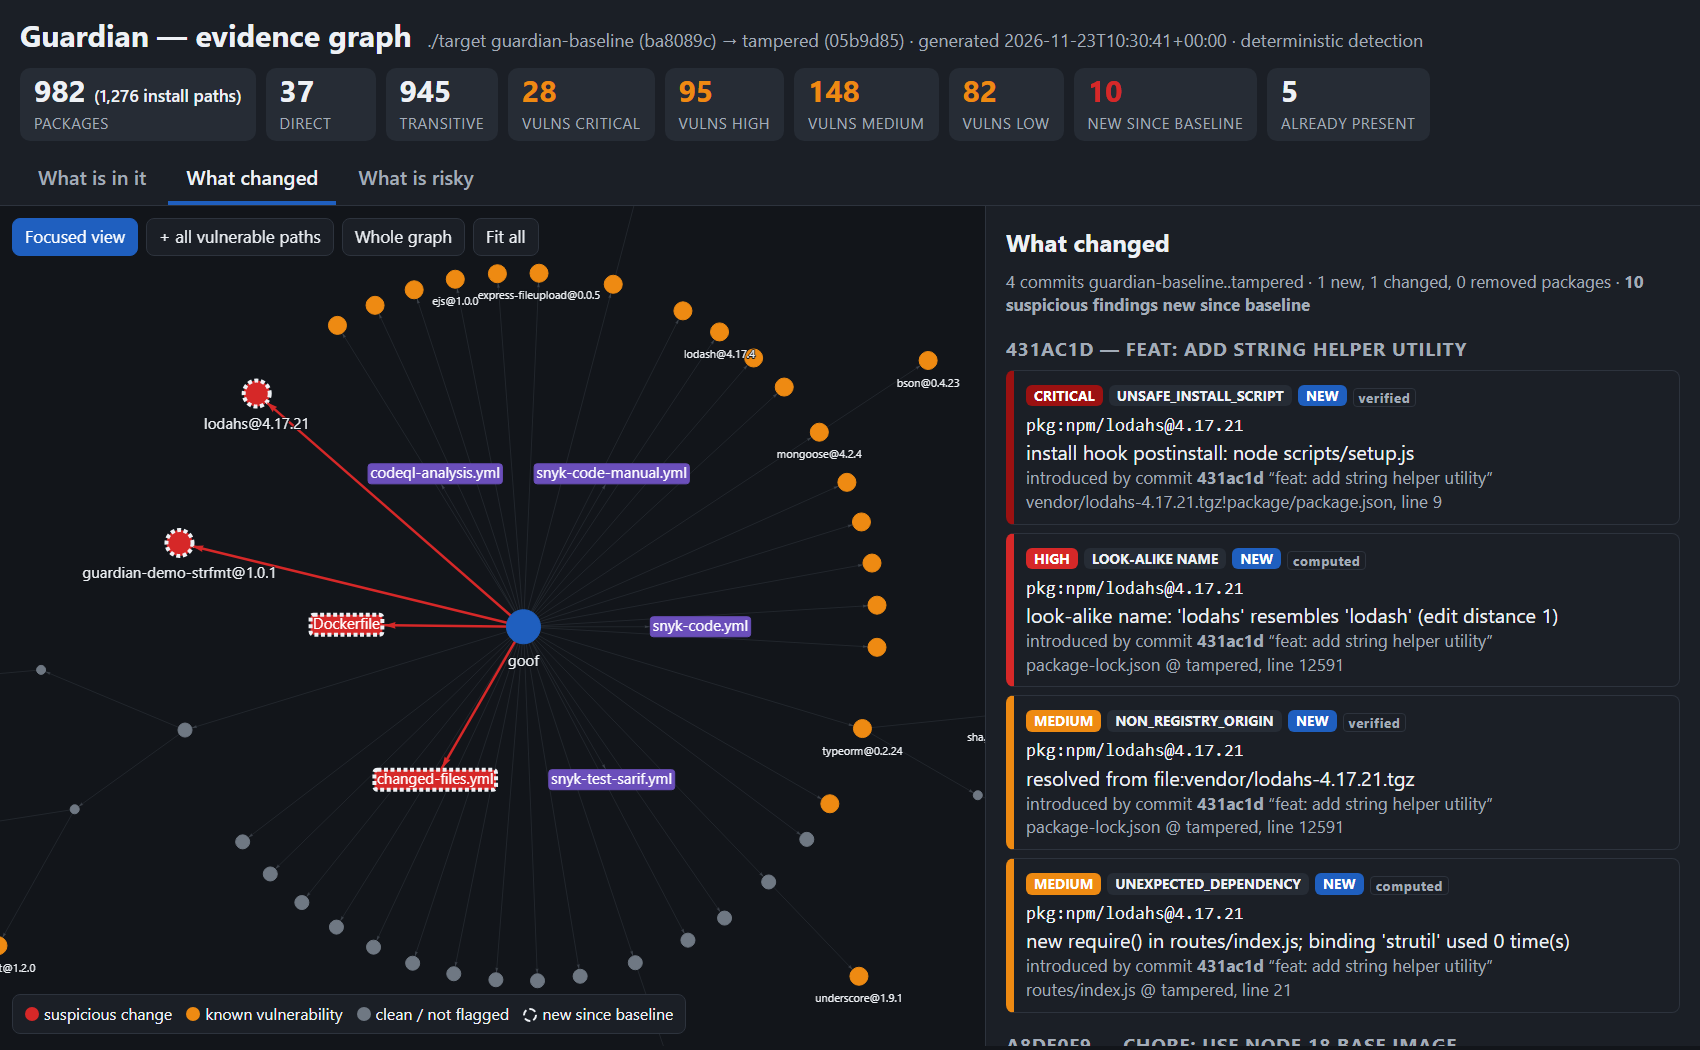 Guardian — evidence graph ./target guardian-baseline (ba8089c) → tampered (05b9d85) · generated 2026-11-23T10:30:41+00:00 · deterministic detection
982 (1,276 install paths)
PACKAGES
37
DIRECT
945
TRANSITIVE
28
VULNS CRITICAL
95
VULNS HIGH
148
VULNS MEDIUM
82
VULNS LOW
10
NEW SINCE BASELINE
5
ALREADY PRESENT
What is in it
What changed
What is risky
Focused view
+ all vulnerable paths
Whole graph
Fit all
ejs@1.0.0
express-fileupload@0.0.5
lodash@4.17.4
bson@0.4.23
lodahs@4.17.21
mongoose@4.2.4
codeql-analysis.yml
snyk-code-manual.yml
guardian-demo-strfmt@1.0.1
Dockerfile
snyk-code.yml
goof
typeorm@0.2.24
sha.
changed-files.yml
snyk-test-sarif.yml
t@1.2.0
underscore@1.9.1
suspicious change
known vulnerability
clean / not flagged
new since baseline
What changed
4 commits guardian-baseline..tampered · 1 new, 1 changed, 0 removed packages · 10
suspicious findings new since baseline
431AC1D — FEAT: ADD STRING HELPER UTILITY
CRITICAL UNSAFE_INSTALL_SCRIPT NEW verified
pkg:npm/lodahs@4.17.21
install hook postinstall: node scripts/setup.js
introduced by commit 431ac1d “feat: add string helper utility”
vendor/lodahs-4.17.21.tgz!package/package.json, line 9
HIGH LOOK-ALIKE NAME NEW computed
pkg:npm/lodahs@4.17.21
look-alike name: 'lodahs' resembles 'lodash' (edit distance 1)
introduced by commit 431ac1d “feat: add string helper utility”
package-lock.json @ tampered, line 12591
MEDIUM NON_REGISTRY_ORIGIN NEW verified
pkg:npm/lodahs@4.17.21
resolved from file:vendor/lodahs-4.17.21.tgz
introduced by commit 431ac1d “feat: add string helper utility”
package-lock.json @ tampered, line 12591
MEDIUM UNEXPECTED_DEPENDENCY NEW computed
pkg:npm/lodahs@4.17.21
new require() in routes/index.js; binding 'strutil' used 0 time(s)
introduced by commit 431ac1d “feat: add string helper utility”
routes/index.js @ tampered, line 21
— CHORE: USE NODE 18 BASE IMAGE